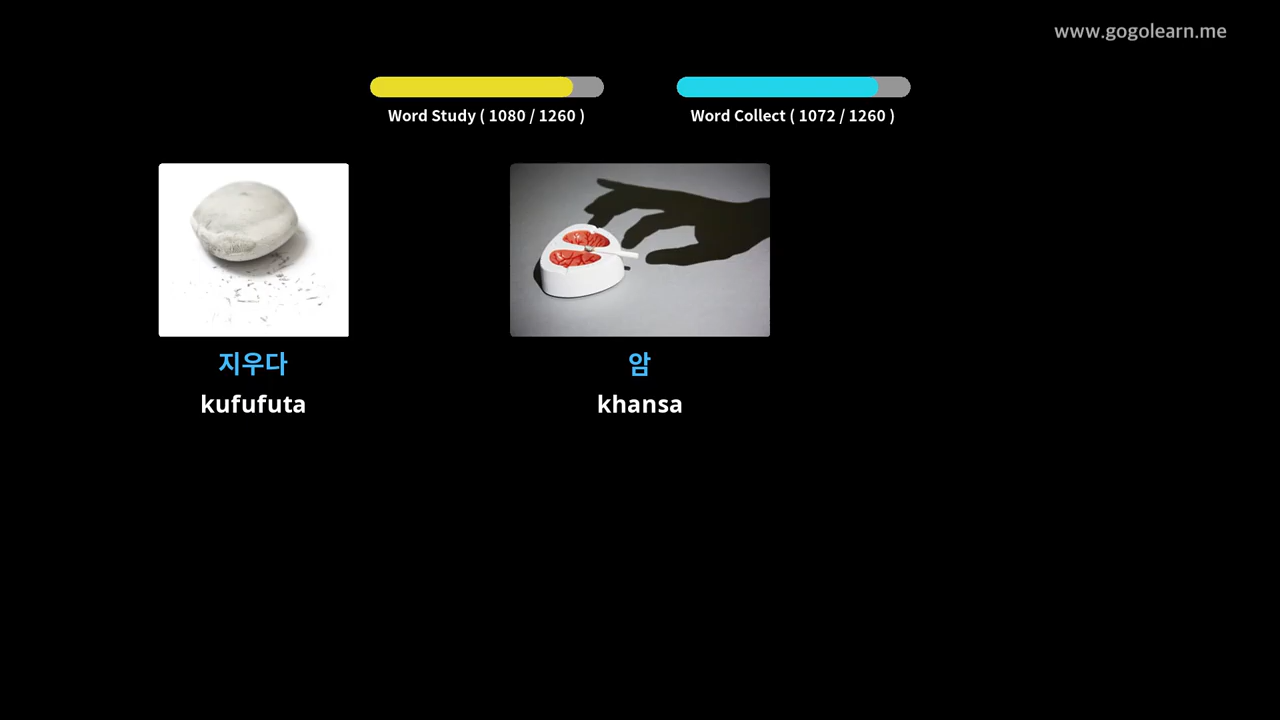 www.gogolearn.me
Word Study ( 1080 / 1260 )
Word Collect ( 1072 / 1260 )
지우다
kufufuta
암
khansa